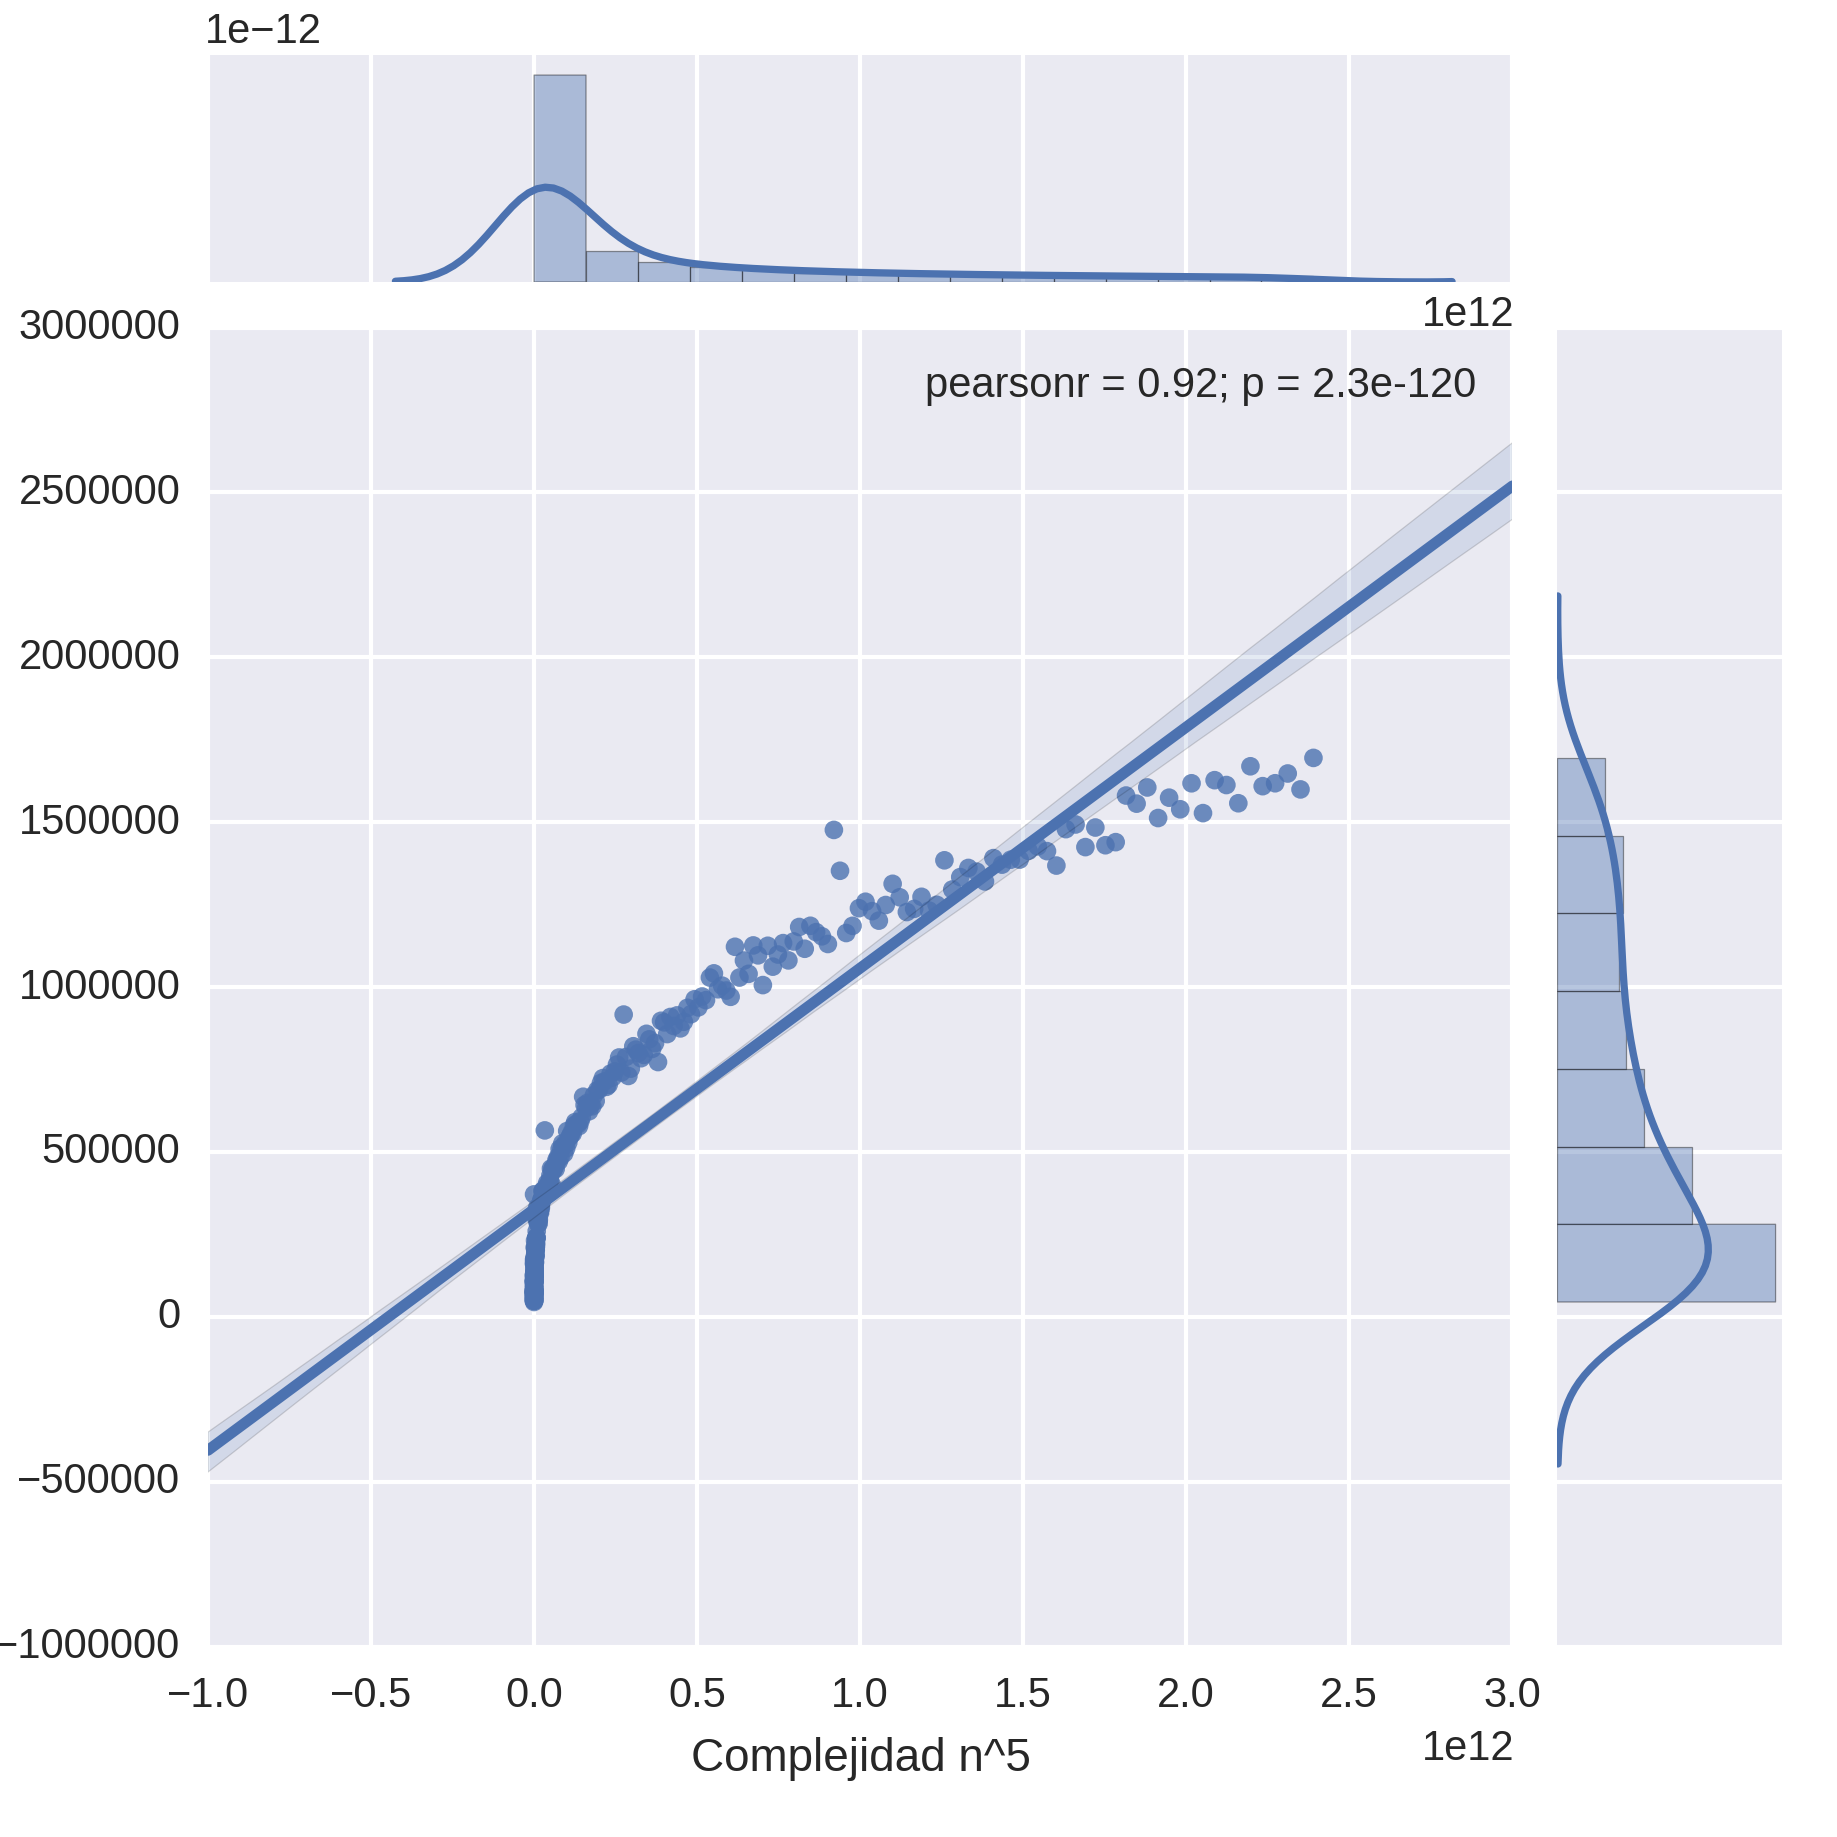 1e−12
1e12
pearsonr = 0.92; p = 2.3e-120
3000000
2500000
2000000
1500000
1000000
500000
0
−500000
−1000000
−1.0 −0.5 0.0 0.5 1.0 1.5 2.0 2.5 3.0
1e12
Complejidad n^5